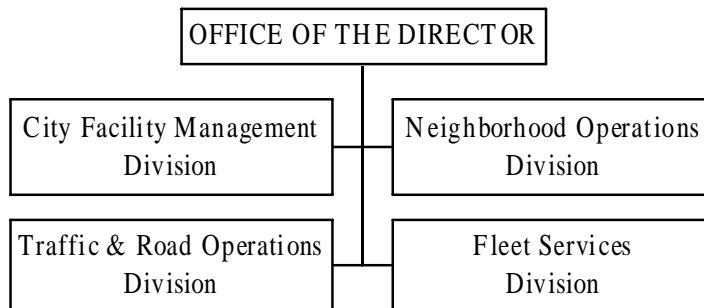 OFFICE OF THE DIRECTOR
City Facility Management
Division
Neighborhood Operations
Division
Traffic & Road Operations
Division
Fleet Services
Division